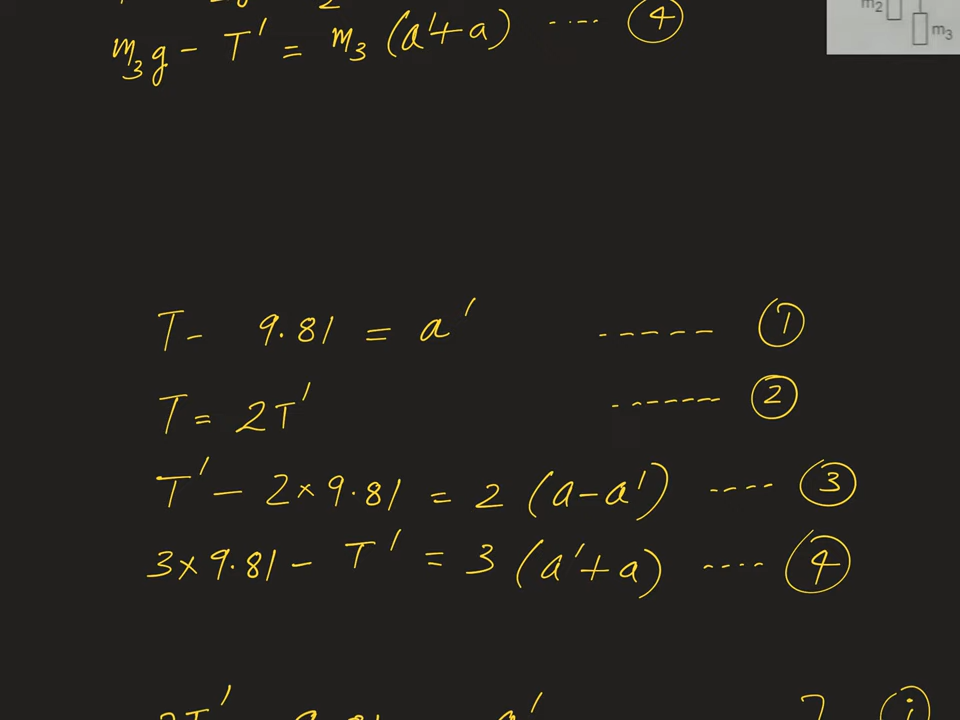 m₃g - T' = m₃ (a'+a) ..... ④
m₂
m₃
T - 9.81 = a' ------ ①
T = 2T' ------- ②
T' - 2×9.81 = 2 (a-a') ---- ③
3×9.81 - T' = 3 (a'+a) ---- ④